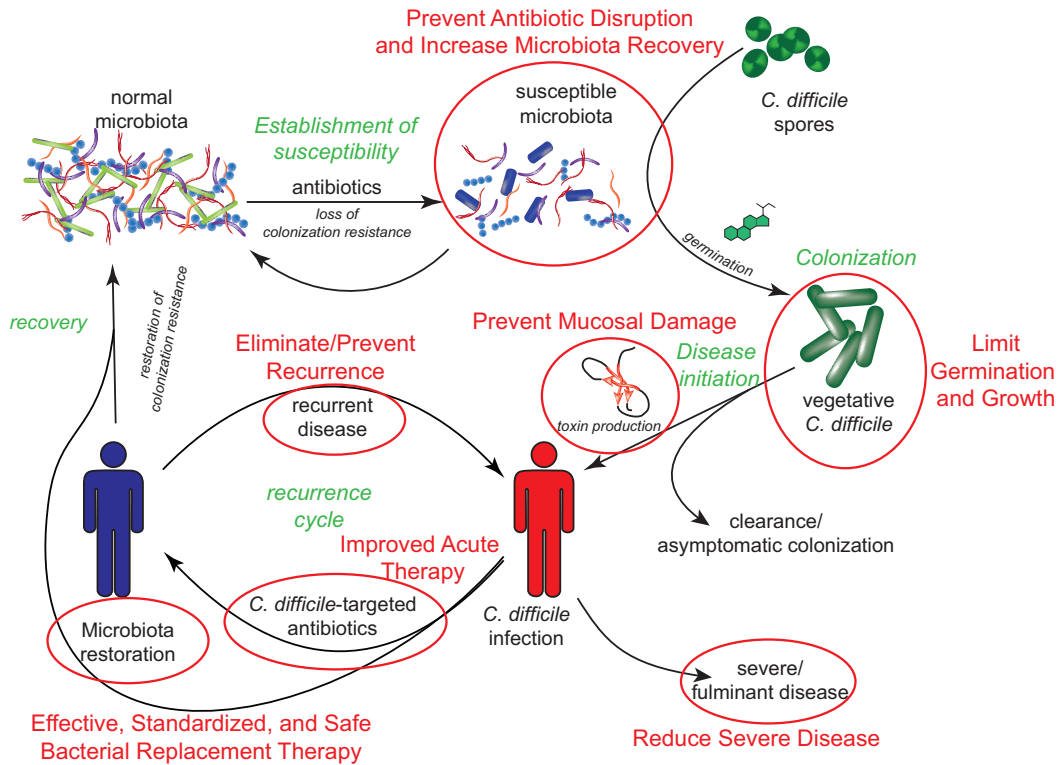 Prevent Antibiotic Disruption
and Increase Microbiota Recovery
normal
microbiota
Establishment of
susceptibility
antibiotics
loss of
colonization resistance
susceptible
microbiota
C. difficile
spores
germination
Colonization
recovery
restoration of
colonization resistance
Eliminate/Prevent
Recurrence
recurrent
disease
Prevent Mucosal Damage
Disease
initiation
toxin production
vegetative
C. difficile
Limit
Germination
and Growth
recurrence
cycle
Improved Acute
Therapy
clearance/
asymptomatic colonization
Microbiota
restoration
C. difficile-targeted
antibiotics
C. difficile
infection
severe/
fulminant disease
Effective, Standardized, and Safe
Bacterial Replacement Therapy
Reduce Severe Disease